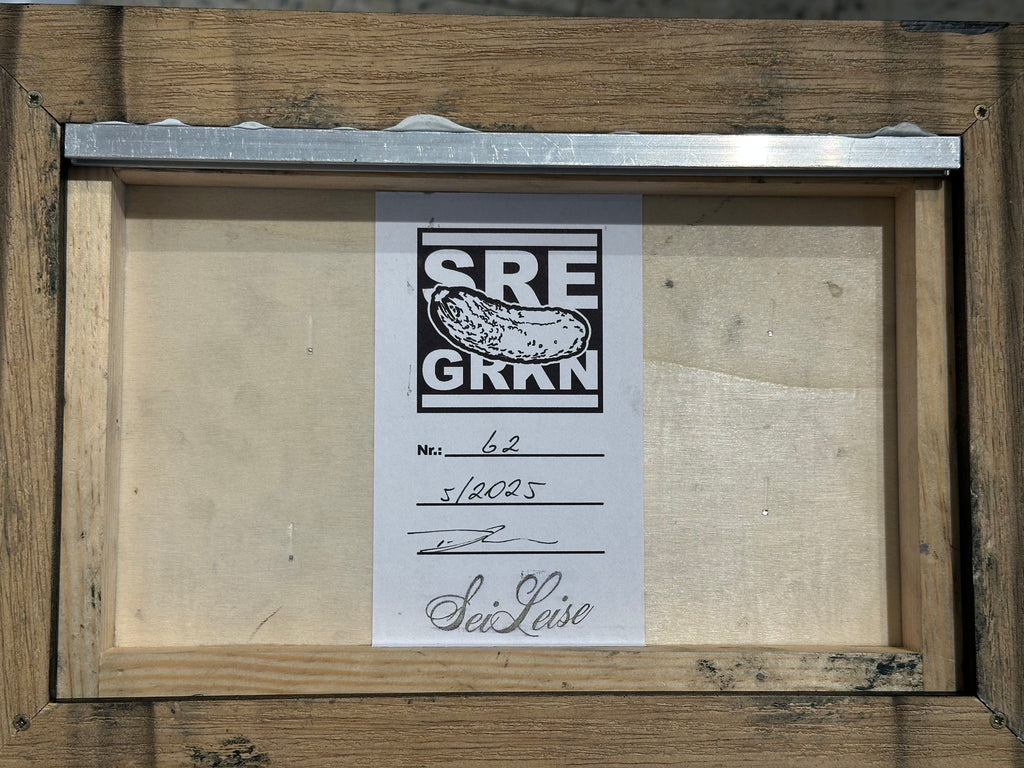 SRE
GRKN
Nr.: 62
5/2025
SeiLeise